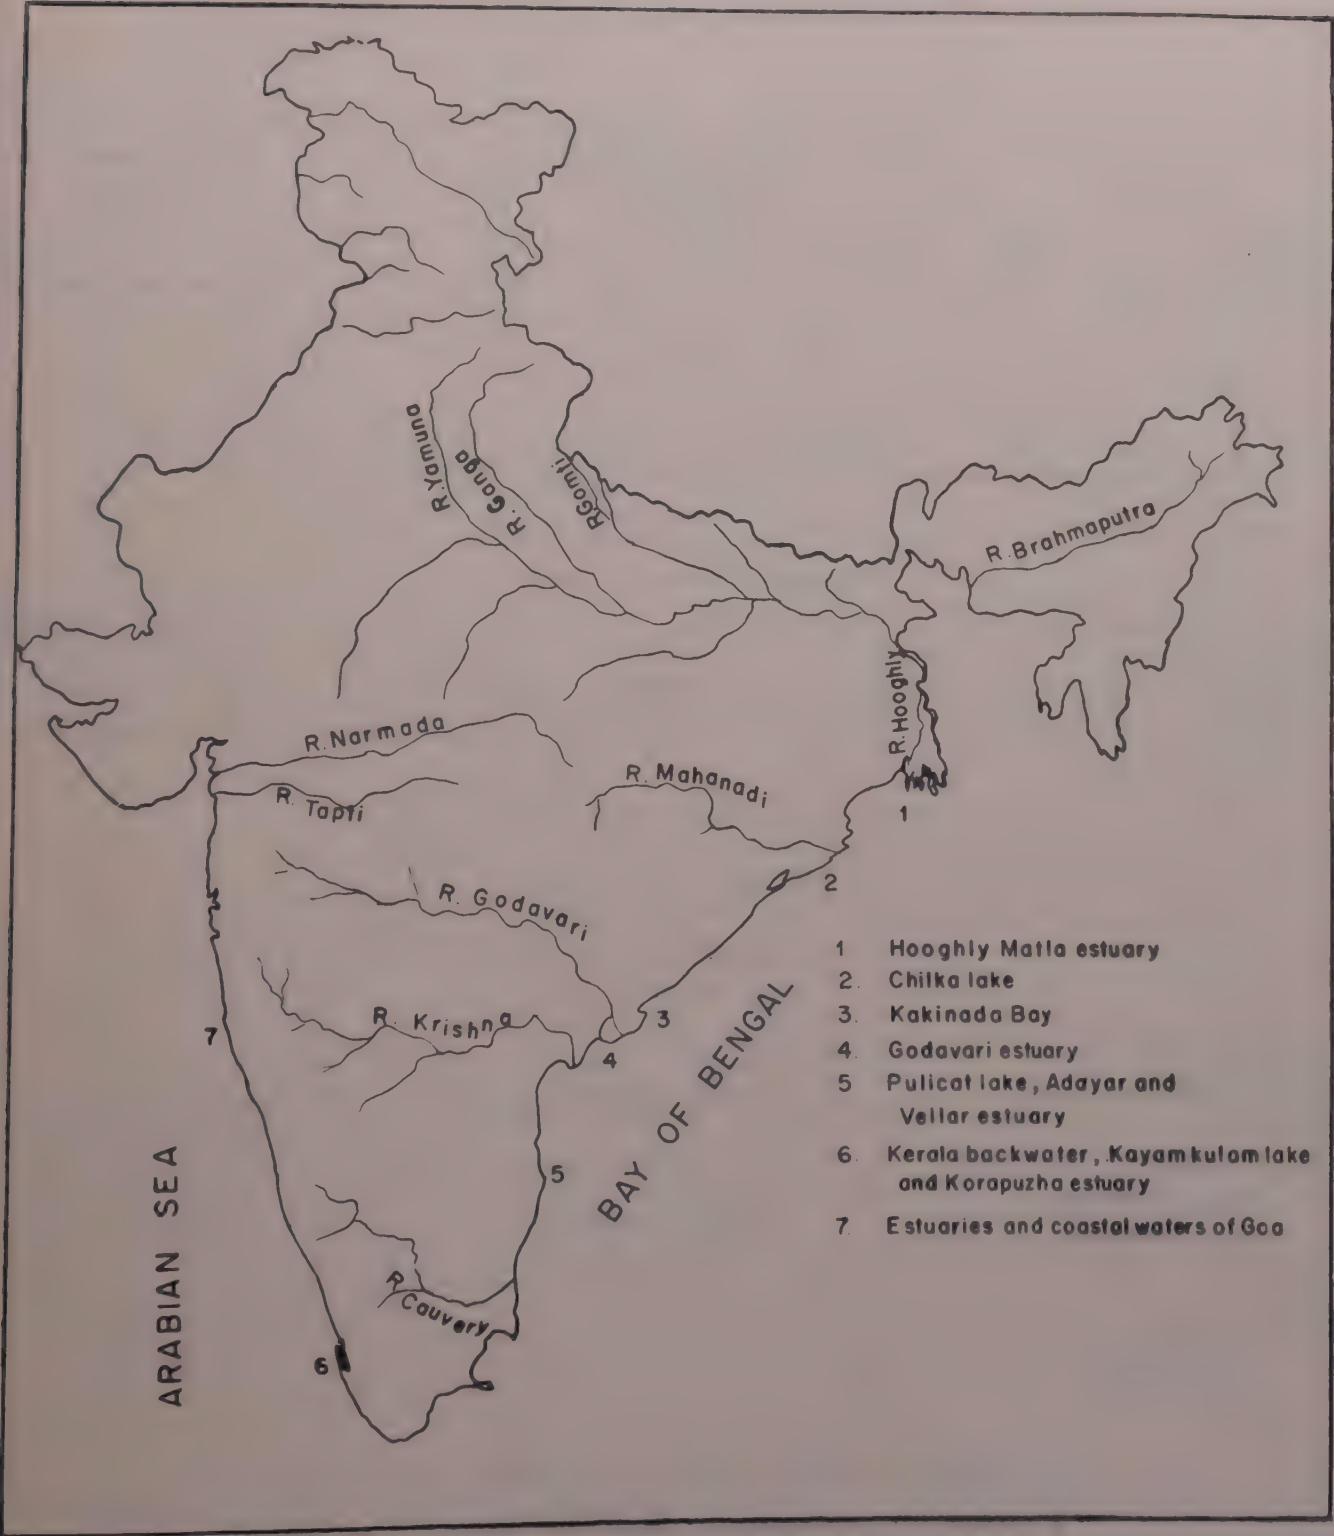 R.Yamuna
R. Ganga
R.Gomti
R.Brahmaputra
R.Hooghly
R.Narmada
R. Tapti
R. Mahanadi
1
2
R. Godavari
R. Krishna
3
4
7
5
R. Cauvery
6
ARABIAN SEA
BAY OF BENGAL
1 Hooghly Matla estuary
2. Chilka lake
3. Kakinada Bay
4. Godavari estuary
5 Pulicat lake, Adayar and
Vellar estuary
6. Kerala backwater, Kayamkulam lake
and Korapuzha estuary
7. Estuaries and coastal waters of Goa